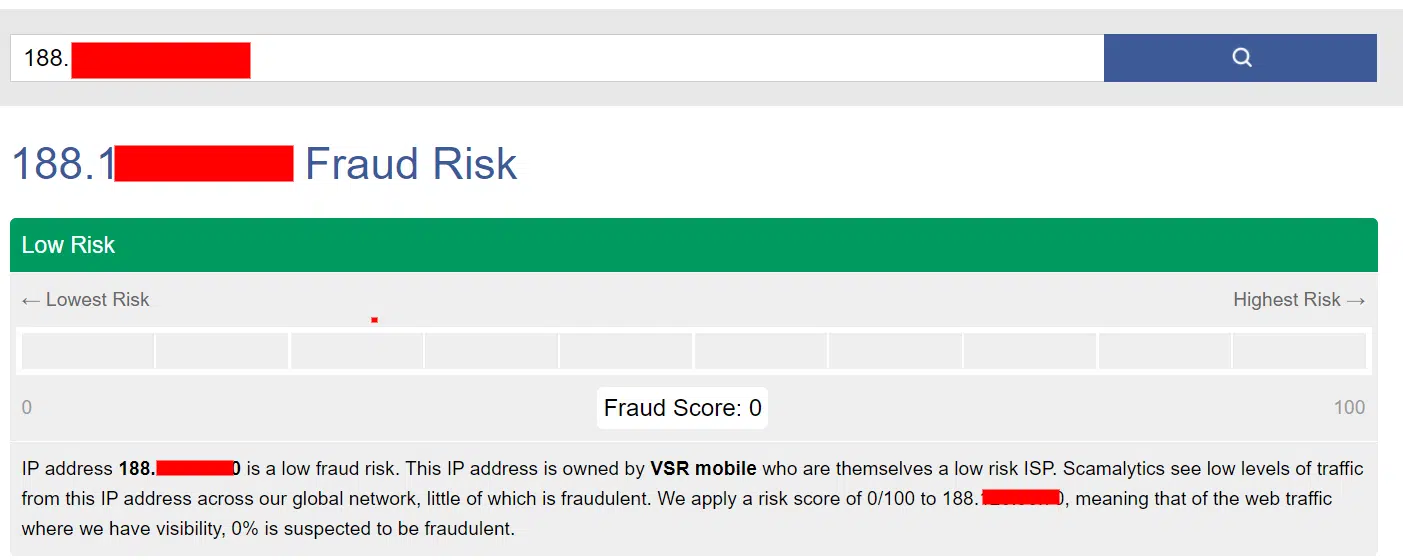 188.
188.1 Fraud Risk
Low Risk
← Lowest Risk
Highest Risk →
0
Fraud Score: 0
100
IP address 188. 0 is a low fraud risk. This IP address is owned by VSR mobile who are themselves a low risk ISP. Scamalytics see low levels of traffic
from this IP address across our global network, little of which is fraudulent. We apply a risk score of 0/100 to 188. 0, meaning that of the web traffic
where we have visibility, 0% is suspected to be fraudulent.